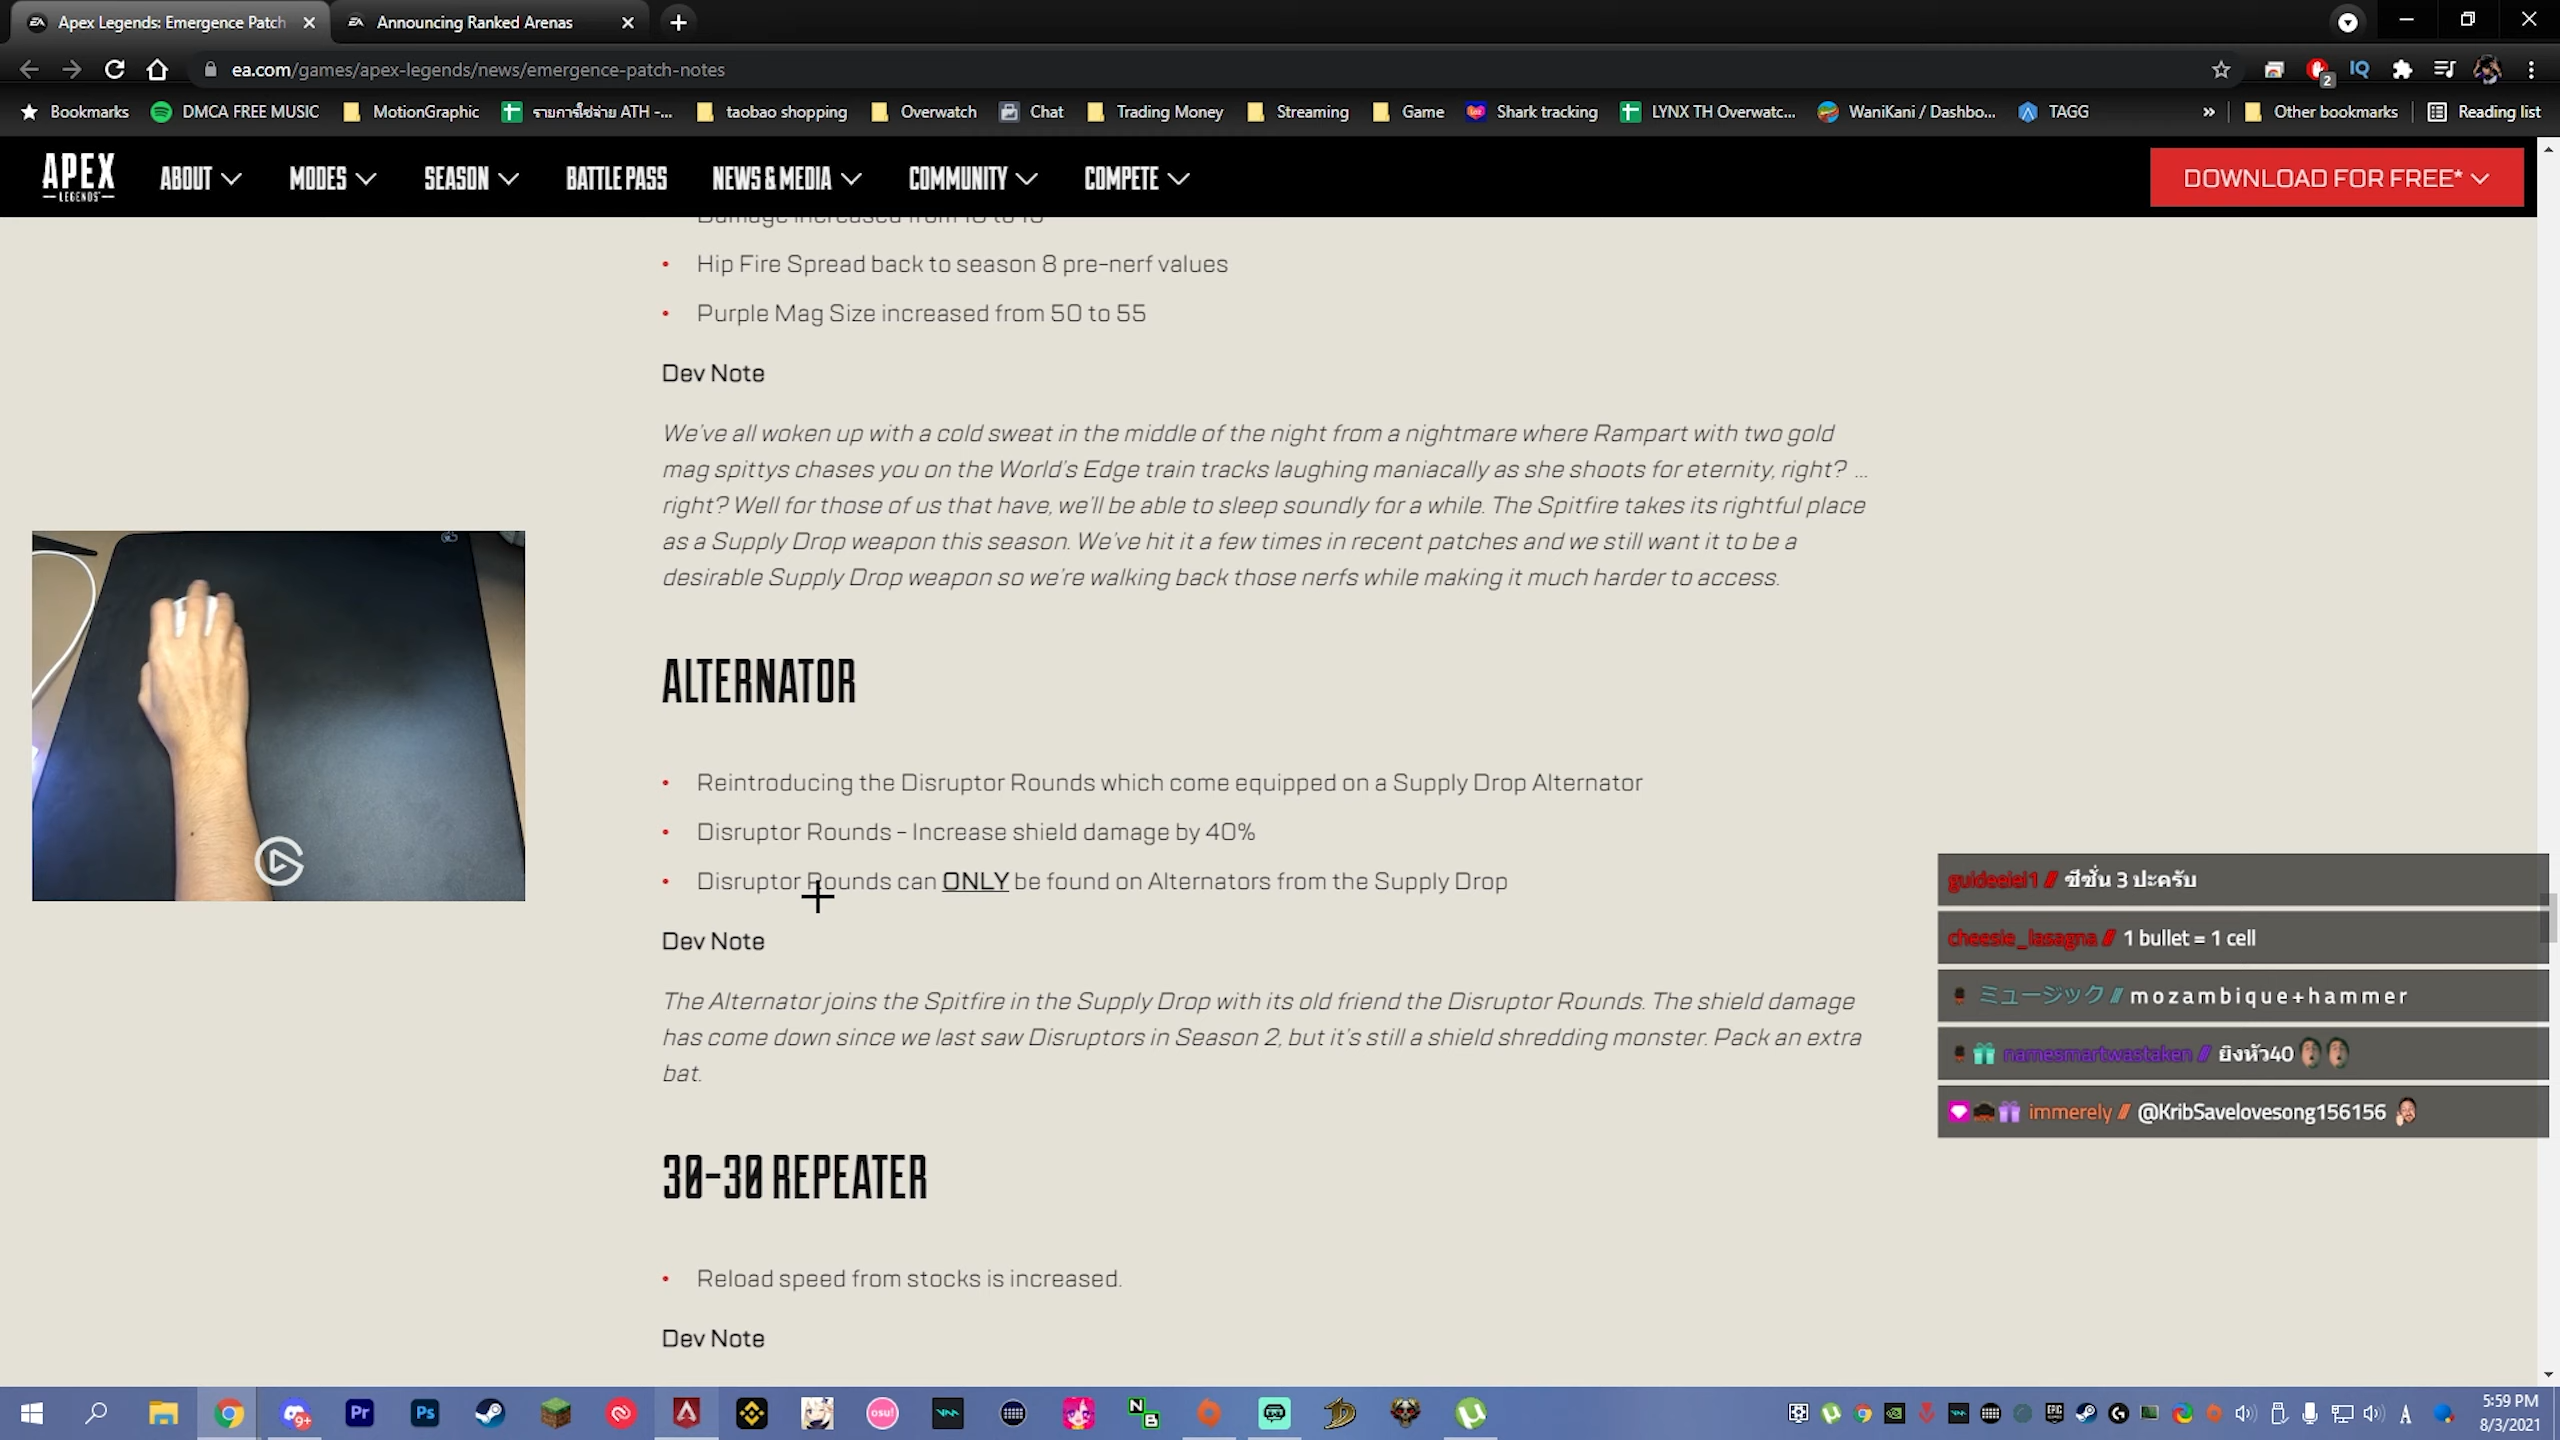 Apex Legends: Emergence Patch
Announcing Ranked Arenas
ea.com/games/apex-legends/news/emergence-patch-notes
2
IQ
Bookmarks
DMCA FREE MUSIC
MotionGraphic
รายการใช้จ่าย ATH -...
taobao shopping
Overwatch
Chat
Trading Money
Streaming
Game
Shark tracking
LYNX TH Overwatc...
WaniKani / Dashbo...
TAGG
»
Other bookmarks
Reading list
APEX
LEGENDS
ABOUT
MODES
SEASON
BATTLE PASS
NEWS & MEDIA
COMMUNITY
COMPETE
DOWNLOAD FOR FREE*
• Hip Fire Spread back to season 8 pre-nerf values
• Purple Mag Size increased from 50 to 55
Dev Note
We've all woken up with a cold sweat in the middle of the night from a nightmare where Rampart with two gold
mag spittys chases you on the World's Edge train tracks laughing maniacally as she shoots for eternity, right? ...
right? Well for those of us that have, we'll be able to sleep soundly for a while. The Spitfire takes its rightful place
as a Supply Drop weapon this season. We've hit it a few times in recent patches and we still want it to be a
desirable Supply Drop weapon so we're walking back those nerfs while making it much harder to access.
ALTERNATOR
• Reintroducing the Disruptor Rounds which come equipped on a Supply Drop Alternator
• Disruptor Rounds - Increase shield damage by 40%
• Disruptor Rounds can ONLY be found on Alternators from the Supply Drop
Dev Note
The Alternator joins the Spitfire in the Supply Drop with its old friend the Disruptor Rounds. The shield damage
has come down since we last saw Disruptors in Season 2, but it's still a shield shredding monster. Pack an extra
bat.
30-30 REPEATER
• Reload speed from stocks is increased.
Dev Note
guideeiei1 // ซีซั่น 3 ปะครับ
cheesie_lasagna // 1 bullet = 1 cell
ミュージック // mozambique+hammer
namesmartwastaken // ยิงหัว40
immerely // @KribSavelovesong156156
9+
Pr
Ps
osu!
N
B
EPIC
A
5:59 PM
8/3/2021